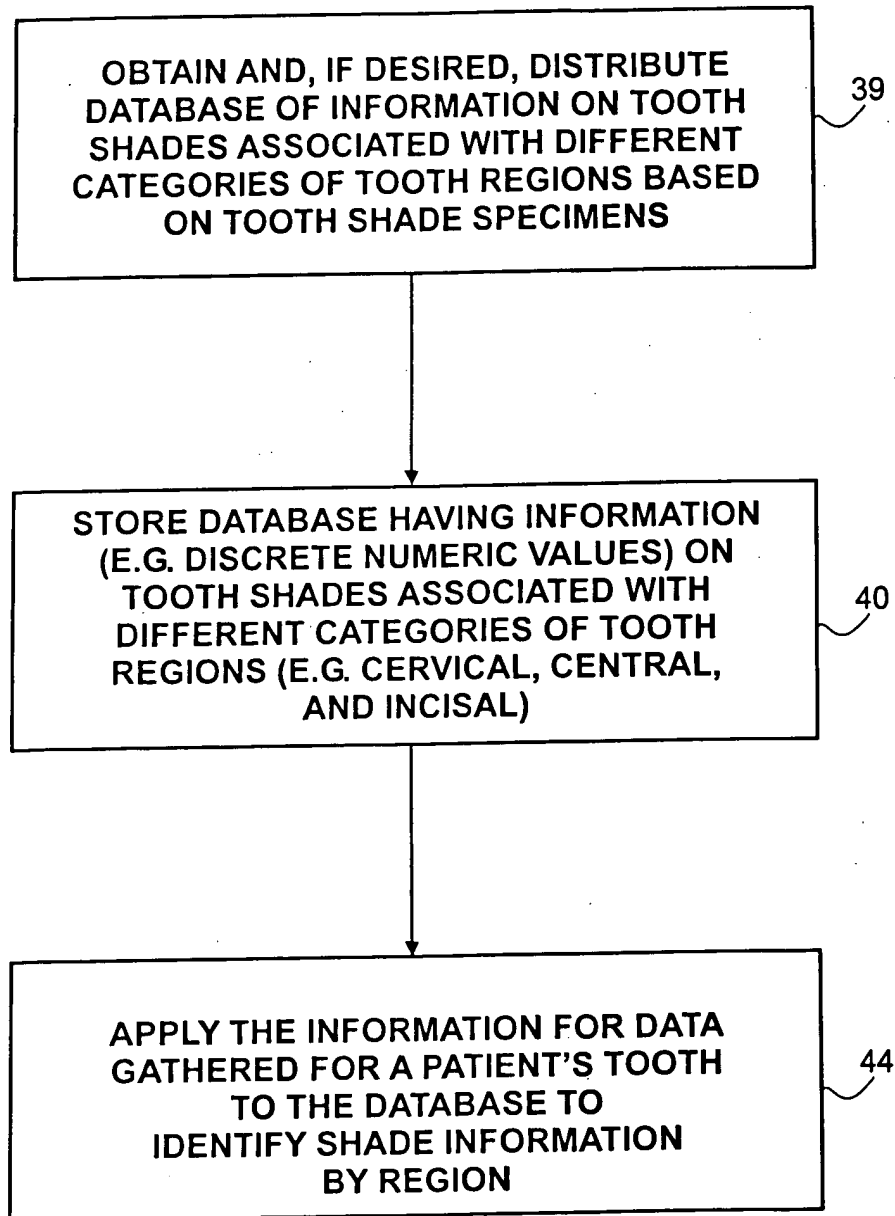 OBTAIN AND, IF DESIRED, DISTRIBUTE
DATABASE OF INFORMATION ON TOOTH
SHADES ASSOCIATED WITH DIFFERENT
CATEGORIES OF TOOTH REGIONS BASED
ON TOOTH SHADE SPECIMENS
39
STORE DATABASE HAVING INFORMATION
(E.G. DISCRETE NUMERIC VALUES) ON
TOOTH SHADES ASSOCIATED WITH
DIFFERENT CATEGORIES OF TOOTH
REGIONS (E.G. CERVICAL, CENTRAL,
AND INCISAL)
40
APPLY THE INFORMATION FOR DATA
GATHERED FOR A PATIENT'S TOOTH
TO THE DATABASE TO
IDENTIFY SHADE INFORMATION
BY REGION
44